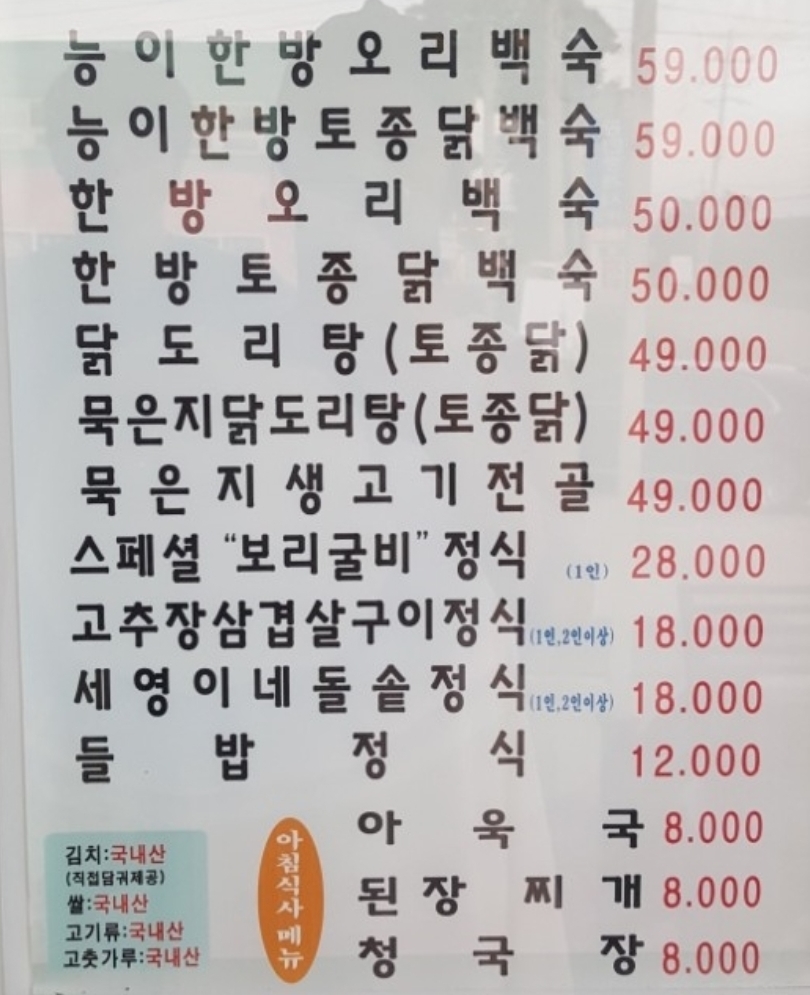 능이한방오리백숙 59.000
능이한방토종닭백숙 59.000
한방오리백숙 50.000
한방토종닭백숙 50.000
닭도리탕(토종닭) 49.000
묵은지닭도리탕(토종닭) 49.000
묵은지생고기전골 49.000
스페셜 “보리굴비” 정식 (1인) 28.000
고추장삼겹살구이정식 (1인,2인이상) 18.000
세영이네돌솥정식 (1인,2인이상) 18.000
들밥정식 12.000
아침식사메뉴
아욱국 8.000
된장찌개 8.000
청국장 8.000
김치:국내산
(직접담궈제공)
쌀:국내산
고기류:국내산
고춧가루:국내산